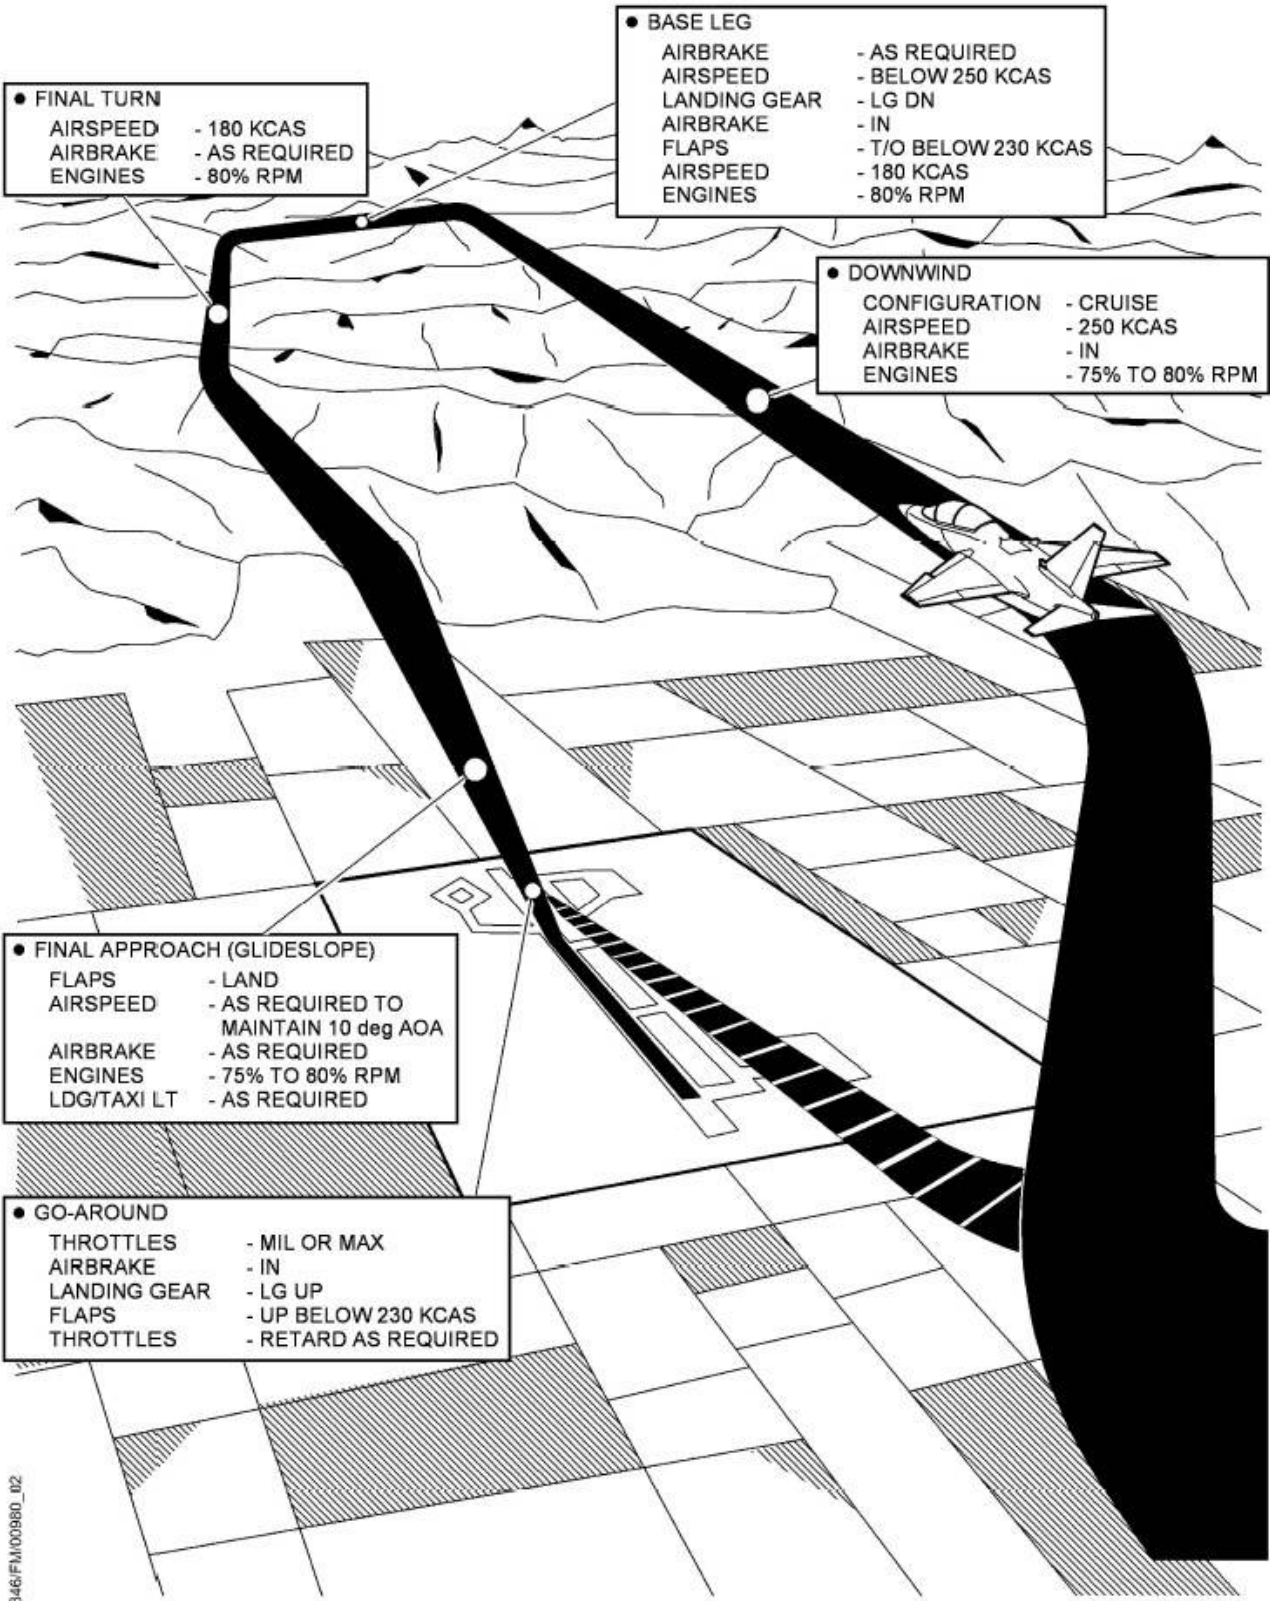 ● BASE LEG
AIRBRAKE - AS REQUIRED
AIRSPEED - BELOW 250 KCAS
LANDING GEAR - LG DN
AIRBRAKE - IN
FLAPS - T/O BELOW 230 KCAS
AIRSPEED - 180 KCAS
ENGINES - 80% RPM
● FINAL TURN
AIRSPEED - 180 KCAS
AIRBRAKE - AS REQUIRED
ENGINES - 80% RPM
● DOWNWIND
CONFIGURATION - CRUISE
AIRSPEED - 250 KCAS
AIRBRAKE - IN
ENGINES - 75% TO 80% RPM
● FINAL APPROACH (GLIDESLOPE)
FLAPS - LAND
AIRSPEED - AS REQUIRED TO
MAINTAIN 10 deg AOA
AIRBRAKE - AS REQUIRED
ENGINES - 75% TO 80% RPM
LDG/TAXI LT - AS REQUIRED
● GO-AROUND
THROTTLES - MIL OR MAX
AIRBRAKE - IN
LANDING GEAR - LG UP
FLAPS - UP BELOW 230 KCAS
THROTTLES - RETARD AS REQUIRED
346/FM/00980_02